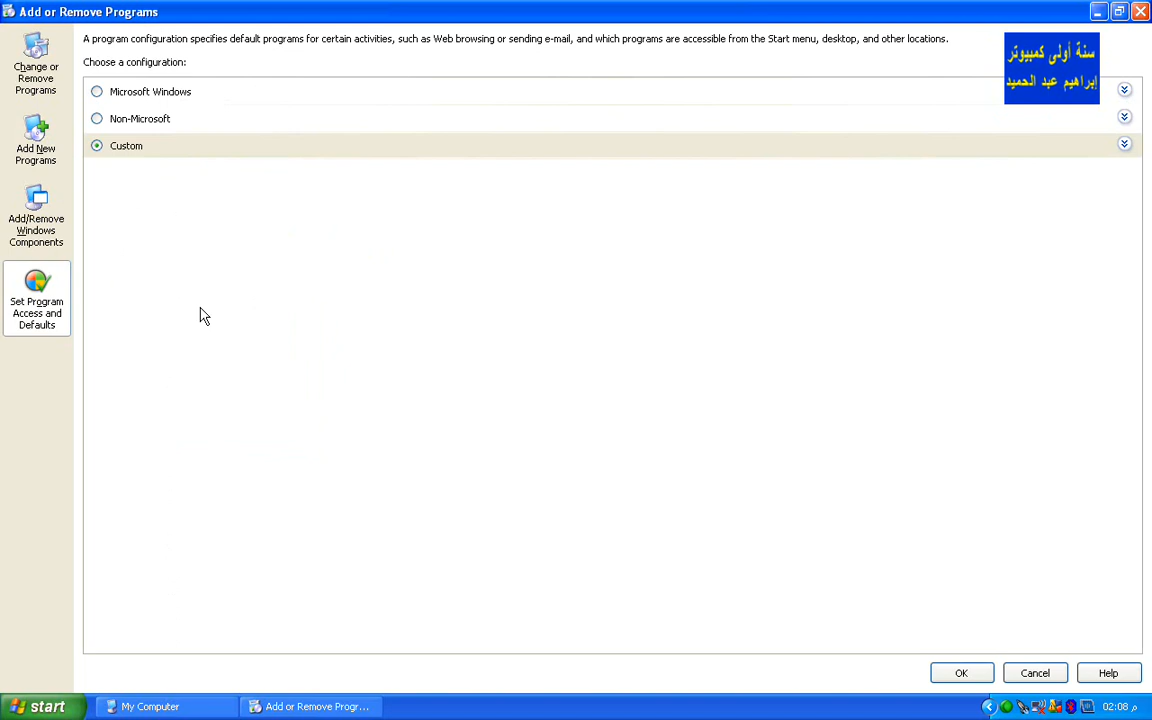 Add or Remove Programs
Change or
Remove
Programs
Add New
Programs
Add/Remove
Windows
Components
Set Program
Access and
Defaults
A program configuration specifies default programs for certain activities, such as Web browsing or sending e-mail, and which programs are accessible from the Start menu, desktop, and other locations.
Choose a configuration:
سنة أولى كمبيوتر
إبراهيم عبد الحميد
Microsoft Windows
Non-Microsoft
Custom
OK
Cancel
Help
start
My Computer
Add or Remove Progr...
02:08 م